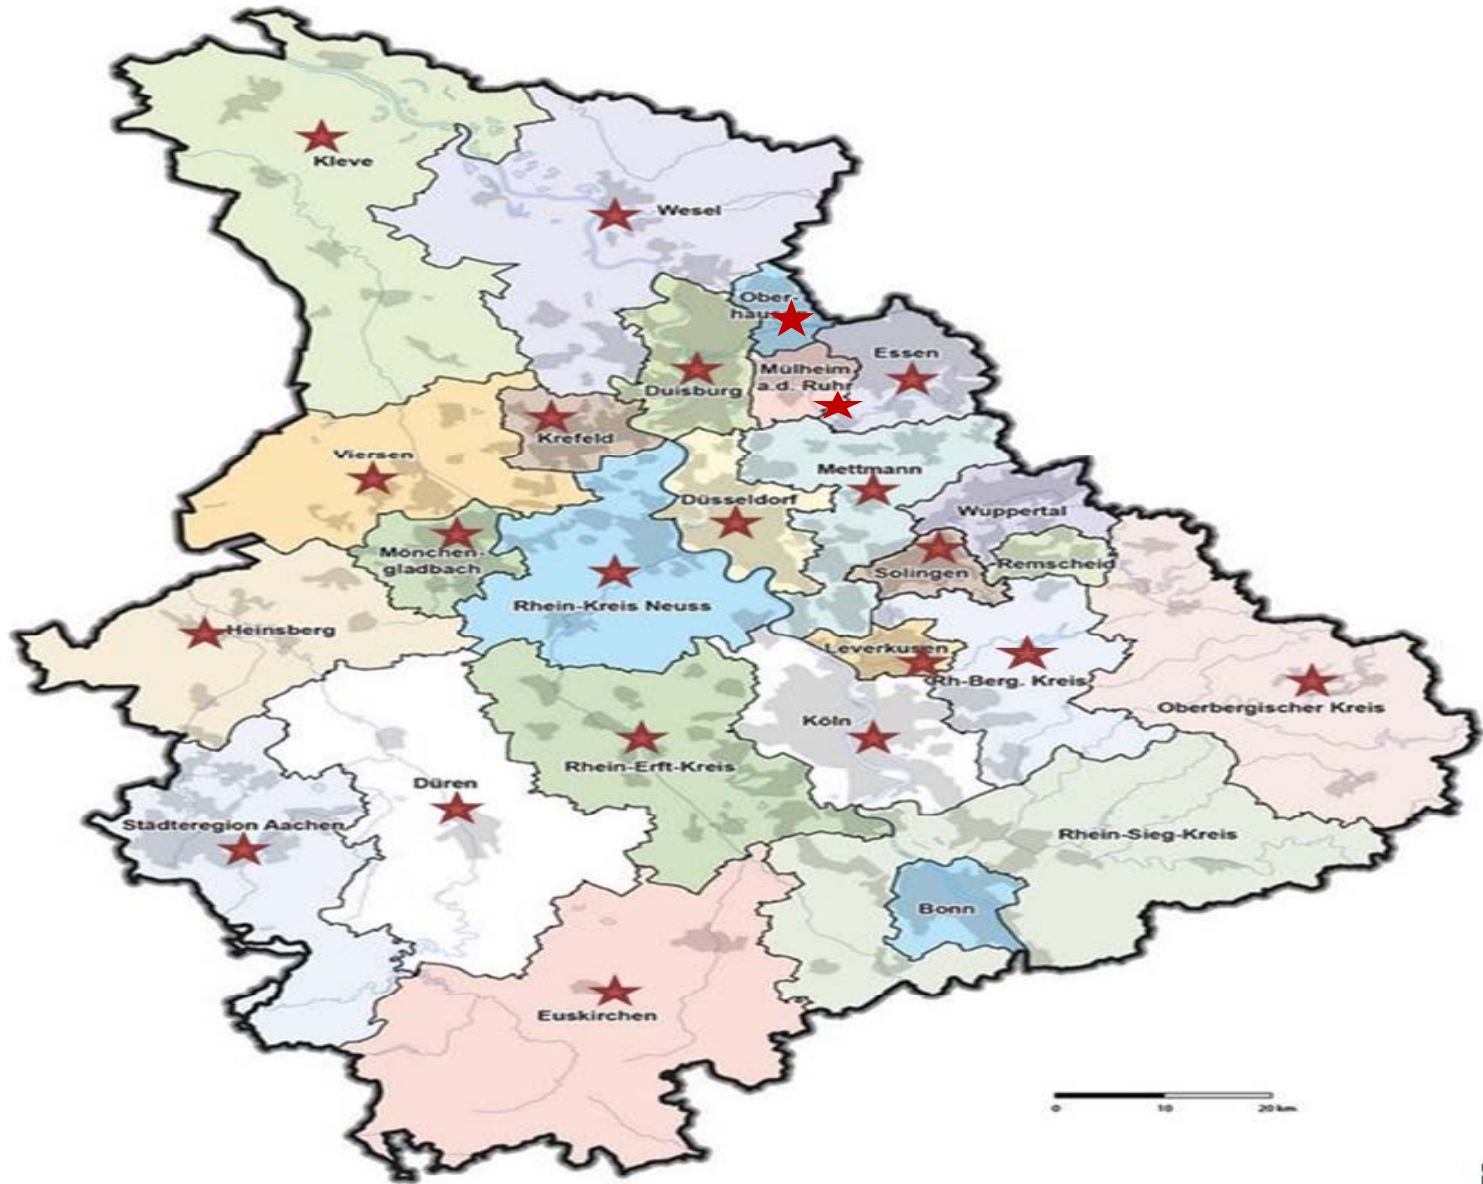 Kleve
Wesel
Ober-
hausen
Essen
Mülheim
a.d. Ruhr
Duisburg
Krefeld
Viersen
Mettmann
Düsseldorf
Wuppertal
Mönchen-
gladbach
Solingen
Remscheid
Rhein-Kreis Neuss
Heinsberg
Leverkusen
Rh-Berg. Kreis
Oberbergischer Kreis
Köln
Rhein-Erft-Kreis
Düren
Städteregion Aachen
Rhein-Sieg-Kreis
Bonn
Euskirchen
0 10 20 km